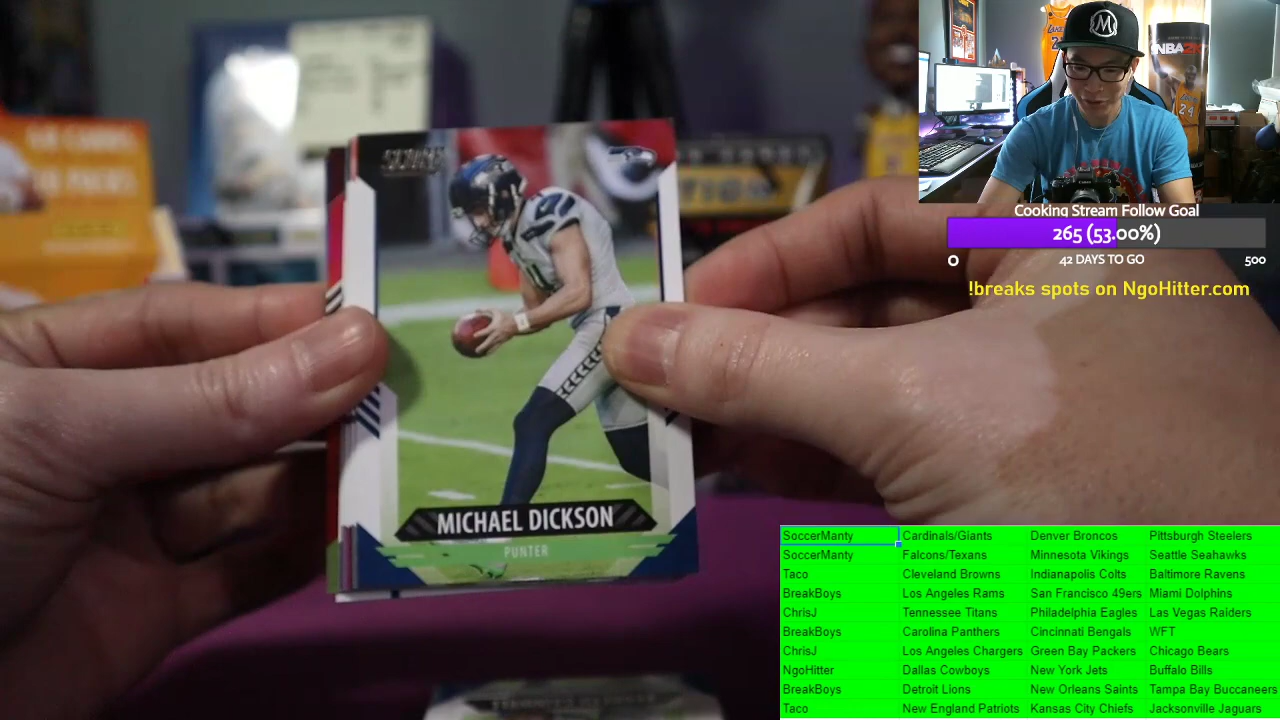 NBA2K
24
SCORE
Cooking Stream Follow Goal
265 (53.00%)
0
42 DAYS TO GO
500
!breaks spots on NgoHitter.com
MICHAEL DICKSON
PUNTER
SoccerManty Cardinals/Giants Denver Broncos Pittsburgh Steelers
SoccerManty Falcons/Texans Minnesota Vikings Seattle Seahawks
Taco Cleveland Browns Indianapolis Colts Baltimore Ravens
BreakBoys Los Angeles Rams San Francisco 49ers Miami Dolphins
ChrisJ Tennessee Titans Philadelphia Eagles Las Vegas Raiders
BreakBoys Carolina Panthers Cincinnati Bengals WFT
ChrisJ Los Angeles Chargers Green Bay Packers Chicago Bears
NgoHitter Dallas Cowboys New York Jets Buffalo Bills
BreakBoys Detroit Lions New Orleans Saints Tampa Bay Buccaneers
Taco New England Patriots Kansas City Chiefs Jacksonville Jaguars